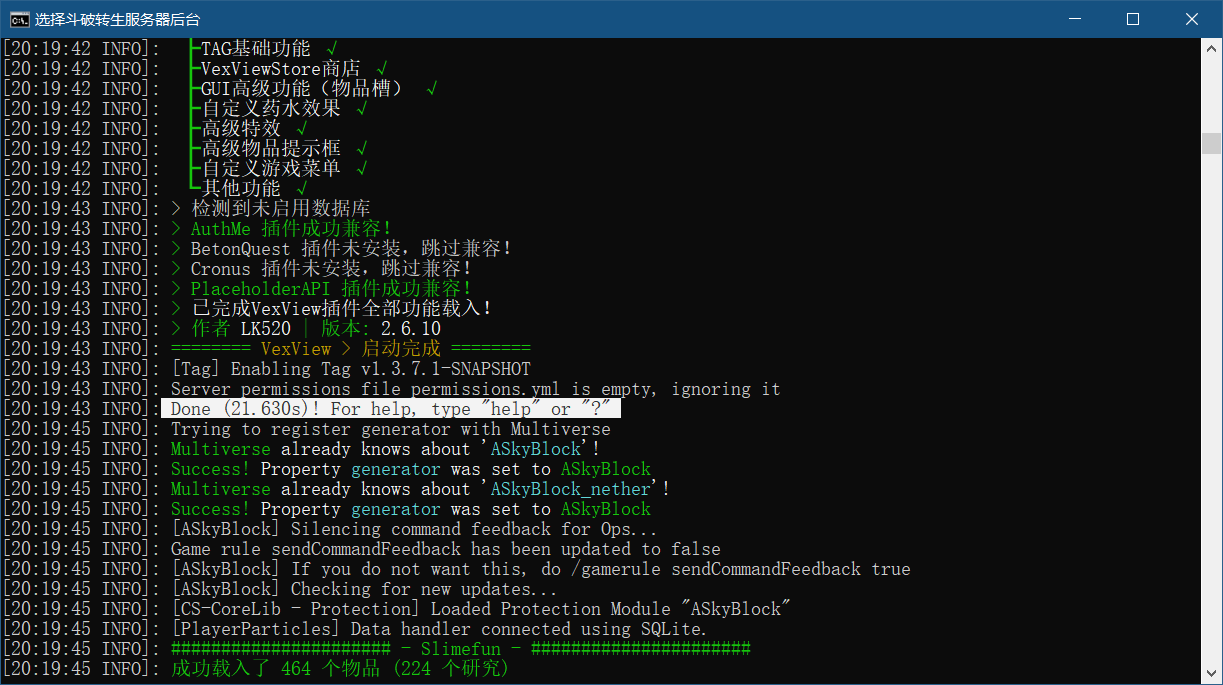 选择斗破转生服务器后台
[20:19:42 INFO]: ├TAG基础功能 √
[20:19:42 INFO]: ├VexViewStore商店 √
[20:19:42 INFO]: ├GUI高级功能（物品槽） √
[20:19:42 INFO]: ├自定义药水效果 √
[20:19:42 INFO]: ├高级特效 √
[20:19:42 INFO]: ├高级物品提示框 √
[20:19:42 INFO]: ├自定义游戏菜单 √
[20:19:42 INFO]: └其他功能 √
[20:19:43 INFO]: > 检测到未启用数据库
[20:19:43 INFO]: > AuthMe 插件成功兼容!
[20:19:43 INFO]: > BetonQuest 插件未安装，跳过兼容!
[20:19:43 INFO]: > Cronus 插件未安装，跳过兼容!
[20:19:43 INFO]: > PlaceholderAPI 插件成功兼容!
[20:19:43 INFO]: > 已完成VexView插件全部功能载入!
[20:19:43 INFO]: > 作者 LK520 | 版本: 2.6.10
[20:19:43 INFO]: ======== VexView > 启动完成 ========
[20:19:43 INFO]: [Tag] Enabling Tag v1.3.7.1-SNAPSHOT
[20:19:43 INFO]: Server permissions file permissions.yml is empty, ignoring it
[20:19:43 INFO]: Done (21.630s)! For help, type "help" or "?"
[20:19:45 INFO]: Trying to register generator with Multiverse
[20:19:45 INFO]: Multiverse already knows about 'ASkyBlock'!
[20:19:45 INFO]: Success! Property generator was set to ASkyBlock
[20:19:45 INFO]: Multiverse already knows about 'ASkyBlock_nether'!
[20:19:45 INFO]: Success! Property generator was set to ASkyBlock
[20:19:45 INFO]: [ASkyBlock] Silencing command feedback for Ops...
[20:19:45 INFO]: Game rule sendCommandFeedback has been updated to false
[20:19:45 INFO]: [ASkyBlock] If you do not want this, do /gamerule sendCommandFeedback true
[20:19:45 INFO]: [ASkyBlock] Checking for new updates...
[20:19:45 INFO]: [CS-CoreLib - Protection] Loaded Protection Module "ASkyBlock"
[20:19:45 INFO]: [PlayerParticles] Data handler connected using SQLite.
[20:19:45 INFO]: ###################### - Slimefun - ######################
[20:19:45 INFO]: 成功载入了 464 个物品 (224 个研究)